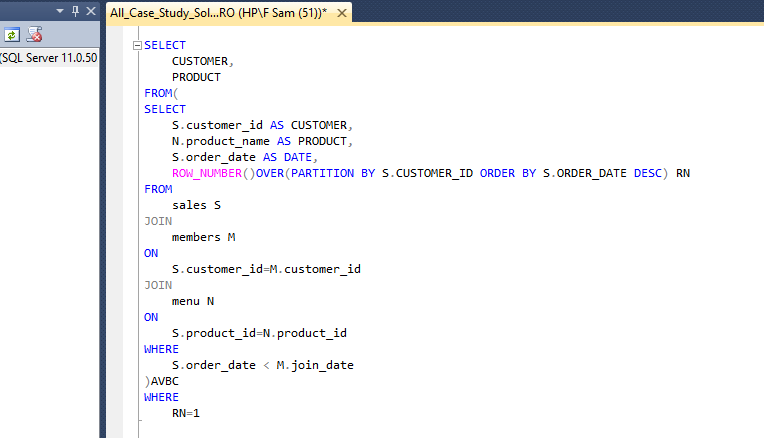 All_Case_Study_Sol...RO (HP\F Sam (51))*
(SQL Server 11.0.50
SELECT
CUSTOMER,
PRODUCT
FROM(
SELECT
S.customer_id AS CUSTOMER,
N.product_name AS PRODUCT,
S.order_date AS DATE,
ROW_NUMBER()OVER(PARTITION BY S.CUSTOMER_ID ORDER BY S.ORDER_DATE DESC) RN
FROM
sales S
JOIN
members M
ON
S.customer_id=M.customer_id
JOIN
menu N
ON
S.product_id=N.product_id
WHERE
S.order_date < M.join_date
)AVBC
WHERE
RN=1